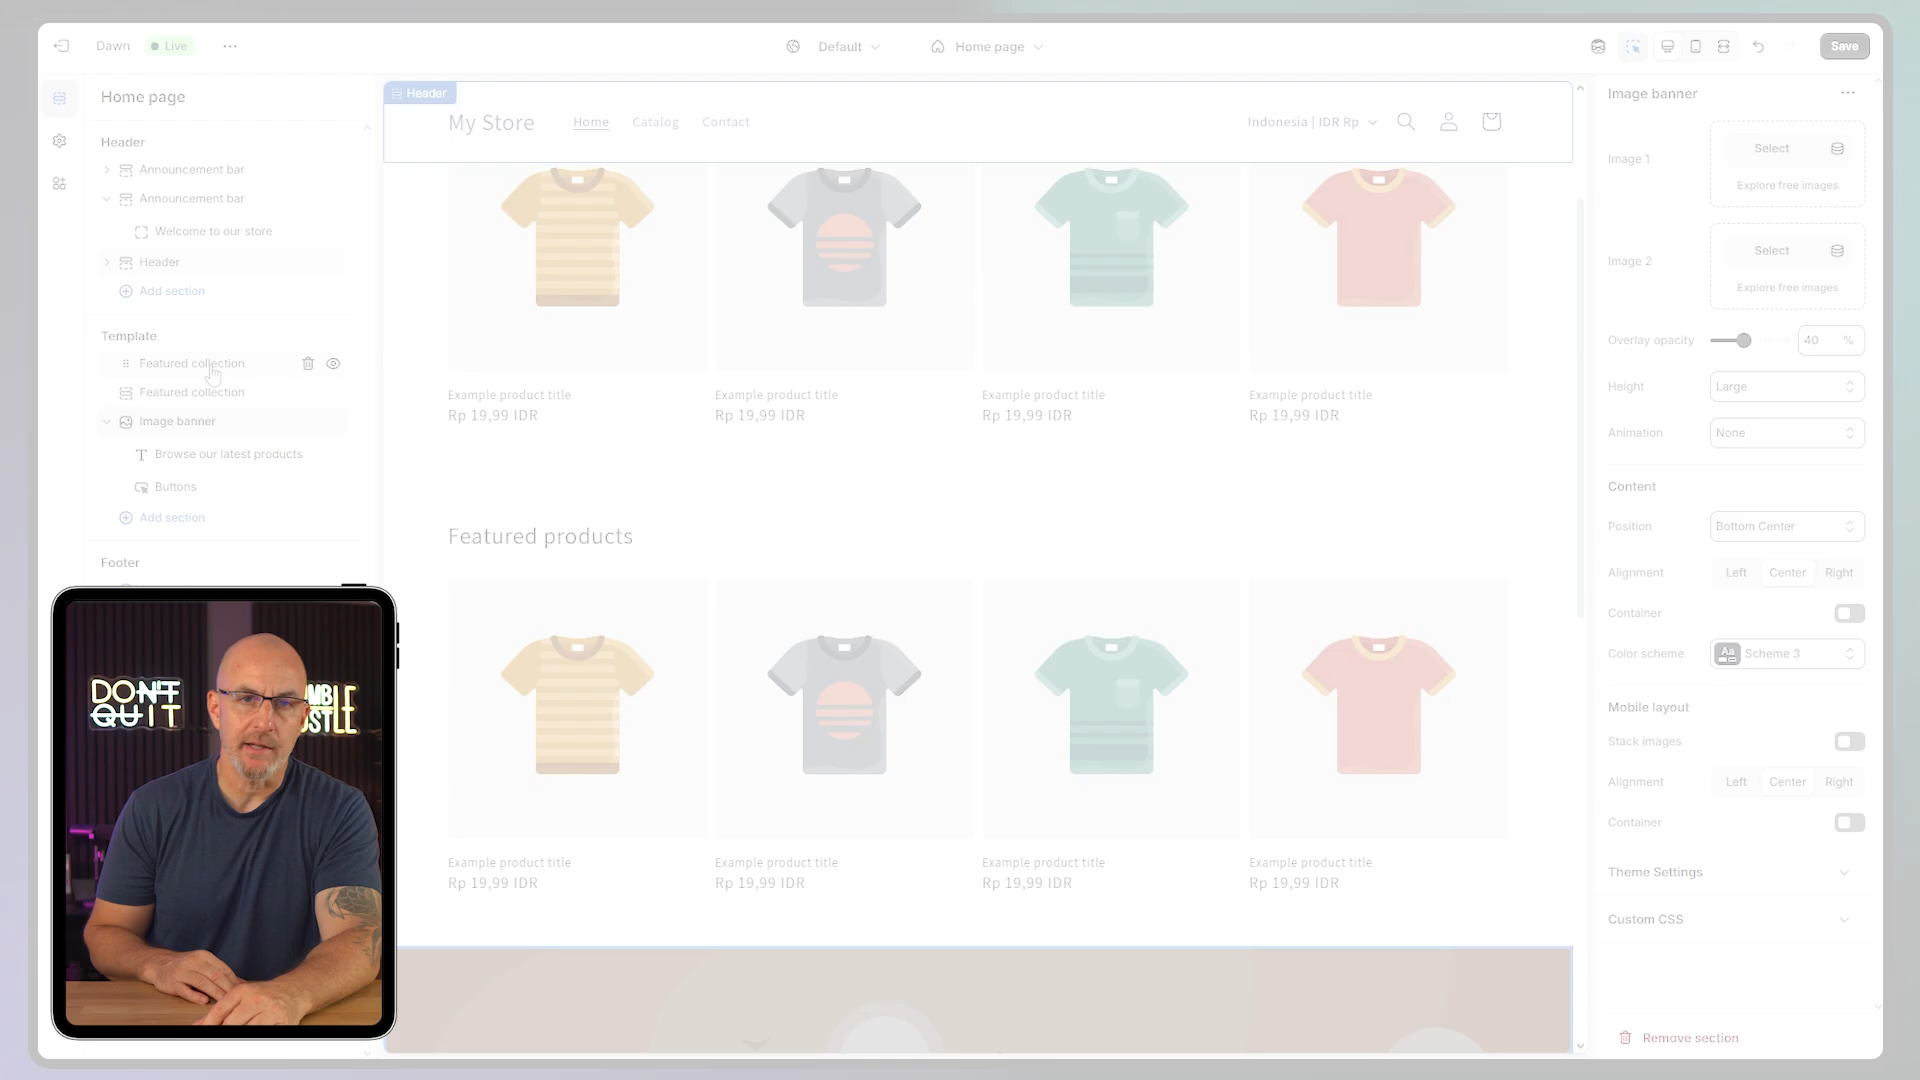 Dawn
Live
Default
Home page
Save
Home page
Header
Announcement bar
Announcement bar
Welcome to our store
Header
Add section
Template
Featured collection
Featured collection
Image banner
Browse our latest products
Buttons
Add section
Footer
DON'T
QUIT
Header
My Store
Home
Catalog
Contact
Indonesia | IDR Rp
Example product title
Rp 19,99 IDR
Example product title
Rp 19,99 IDR
Example product title
Rp 19,99 IDR
Example product title
Rp 19,99 IDR
Featured products
Example product title
Rp 19,99 IDR
Example product title
Rp 19,99 IDR
Example product title
Rp 19,99 IDR
Example product title
Rp 19,99 IDR
Image banner
Image 1
Select
Explore free images
Image 2
Select
Explore free images
Overlay opacity
40 %
Height
Large
Animation
None
Content
Position
Bottom Center
Alignment
Left Center Right
Container
Color scheme
Aa
Scheme 3
Mobile layout
Stack images
Alignment
Left Center Right
Container
Theme Settings
Custom CSS
Remove section